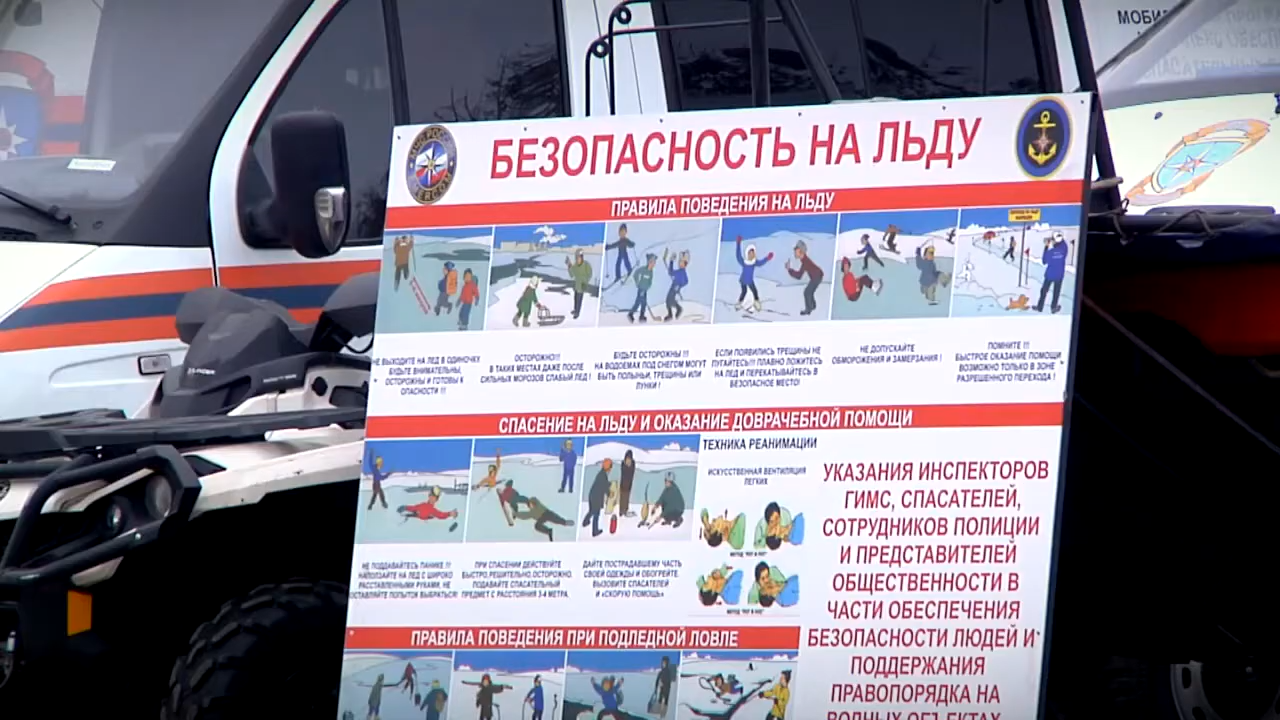 БЕЗОПАСНОСТЬ НА ЛЬДУ
ПРАВИЛА ПОВЕДЕНИЯ НА ЛЬДУ
НЕ ВЫХОДИТЕ НА ЛЕД В ОДИНОЧКУ
БУДЬТЕ ВНИМАТЕЛЬНЫ,
ОСТОРОЖНЫ И ГОТОВЫ К
ОПАСНОСТИ !!!
ОСТОРОЖНО!!!
В ТАКИХ МЕСТАХ ДАЖЕ ПОСЛЕ
СИЛЬНЫХ МОРОЗОВ СЛАБЫЙ ЛЕД !
БУДЬТЕ ОСТОРОЖНЫ !!!
НА ВОДОЕМАХ ПОД СНЕГОМ МОГУТ
БЫТЬ ПОЛЫНЬИ, ТРЕЩИНЫ ИЛИ
ЛУНКИ !
ЕСЛИ ПОЯВИЛИСЬ ТРЕЩИНЫ НЕ
ПУГАЙТЕСЬ!!! ПЛАВНО ЛОЖИТЕСЬ
НА ЛЕД И ПЕРЕКАТЫВАЙТЕСЬ В
БЕЗОПАСНОЕ МЕСТО!
НЕ ДОПУСКАЙТЕ
ОБМОРОЖЕНИЯ И ЗАМЕРЗАНИЯ !
ПОМНИТЕ !!!
БЫСТРОЕ ОКАЗАНИЕ ПОМОЩИ
ВОЗМОЖНО ТОЛЬКО В ЗОНЕ
РАЗРЕШЕННОГО ПЕРЕХОДА !
СПАСЕНИЕ НА ЛЬДУ И ОКАЗАНИЕ ДОВРАЧЕБНОЙ ПОМОЩИ
НЕ ПОДДАВАЙТЕСЬ ПАНИКЕ !!!
НАПОЛЗАЙТЕ НА ЛЕД С ШИРОКО
РАССТАВЛЕННЫМИ РУКАМИ, НЕ
ОСТАВЛЯЙТЕ ПОПЫТОК ВЫБРАТЬСЯ!
ПРИ СПАСЕНИИ ДЕЙСТВУЙТЕ
БЫСТРО, РЕШИТЕЛЬНО, ОСТОРОЖНО.
ПОДАВАЙТЕ СПАСАТЕЛЬНЫЙ
ПРЕДМЕТ С РАССТОЯНИЯ 3-4 МЕТРА.
ДАЙТЕ ПОСТРАДАВШЕМУ ЧАСТЬ
СВОЕЙ ОДЕЖДЫ И ОБОГРЕЙТЕ.
ВЫЗОВИТЕ СПАСАТЕЛЕЙ
И «СКОРУЮ ПОМОЩЬ»
ТЕХНИКА РЕАНИМАЦИИ
ИСКУССТВЕННАЯ ВЕНТИЛЯЦИЯ
ЛЕГКИХ
УКАЗАНИЯ ИНСПЕКТОРОВ
ГИМС, СПАСАТЕЛЕЙ,
СОТРУДНИКОВ ПОЛИЦИИ
И ПРЕДСТАВИТЕЛЕЙ
ОБЩЕСТВЕННОСТИ В
ЧАСТИ ОБЕСПЕЧЕНИЯ
БЕЗОПАСНОСТИ ЛЮДЕЙ И
ПОДДЕРЖАНИЯ
ПРАВОПОРЯДКА НА
ВОДНЫХ ОБЪЕКТАХ
ПРАВИЛА ПОВЕДЕНИЯ ПРИ ПОДЛЕДНОЙ ЛОВЛЕ